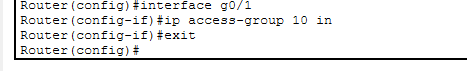 Router(config)#interface g0/1
Router(config-if)#ip access-group 10 in
Router(config-if)#exit
Router(config)#